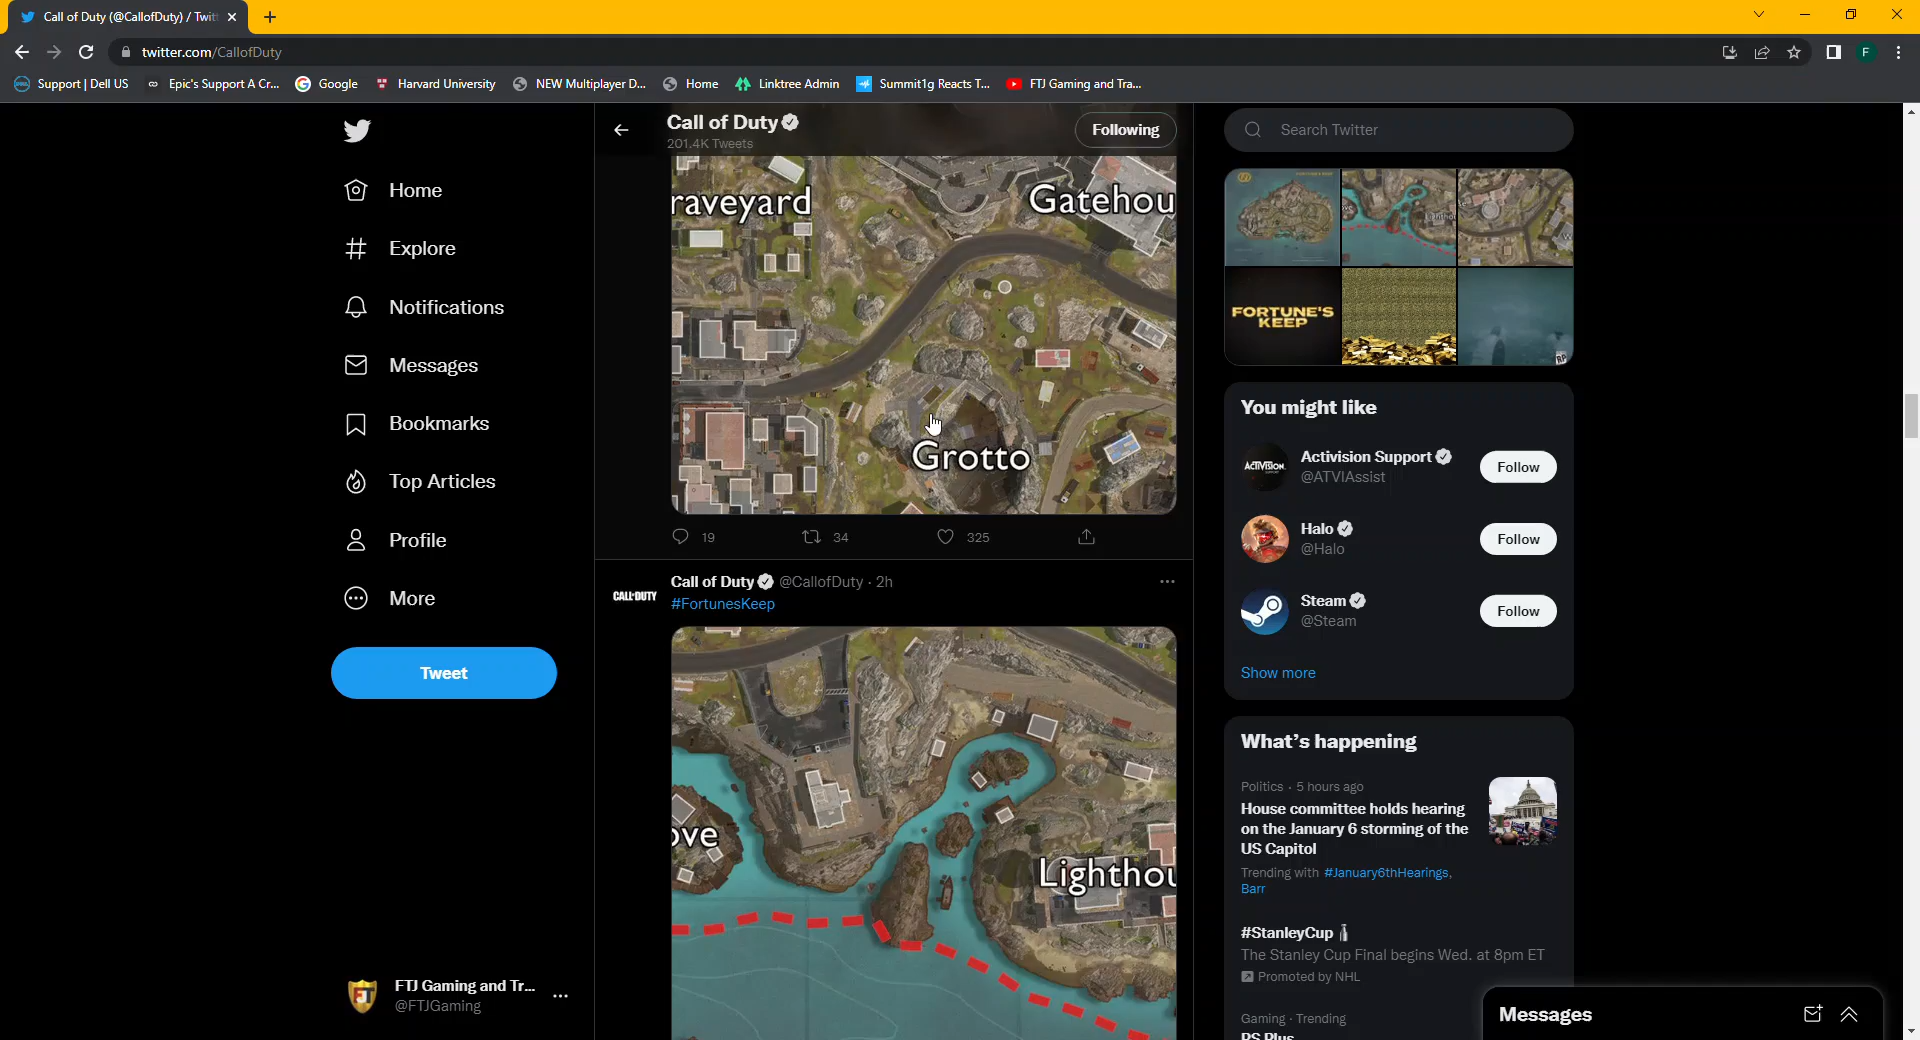 Call of Duty (@CallofDuty) / Twitt
twitter.com/CallofDuty
F
Support | Dell US
Epic's Support A Cr...
Google
Harvard University
NEW Multiplayer D...
Home
Linktree Admin
Summit1g Reacts T...
FTJ Gaming and Tra...
Home
Explore
Notifications
Messages
Bookmarks
Top Articles
Profile
More
Tweet
FTJ Gaming and Tr...
@FTJGaming
Call of Duty
201.4K Tweets
Following
raveyard
Gatehou
Grotto
19
34
325
CALL OF DUTY
Call of Duty @CallofDuty · 2h
#FortunesKeep
ove
Lighthou
Search Twitter
FORTUNE'S
KEEP
RP
You might like
ACTIVISION
Activision Support
@ATVIAssist
Follow
Halo
@Halo
Follow
Steam
@Steam
Follow
Show more
What's happening
Politics · 5 hours ago
House committee holds hearing
on the January 6 storming of the
US Capitol
Trending with #January6thHearings,
Barr
#StanleyCup
The Stanley Cup Final begins Wed. at 8pm ET
Promoted by NHL
Gaming · Trending
PS Plus
Messages